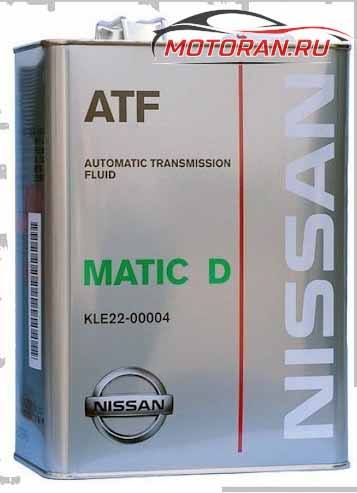 MOTORAN.RU
ATF
AUTOMATIC TRANSMISSION
FLUID
MATIC D
KLE22-00004
NISSAN
NISSAN